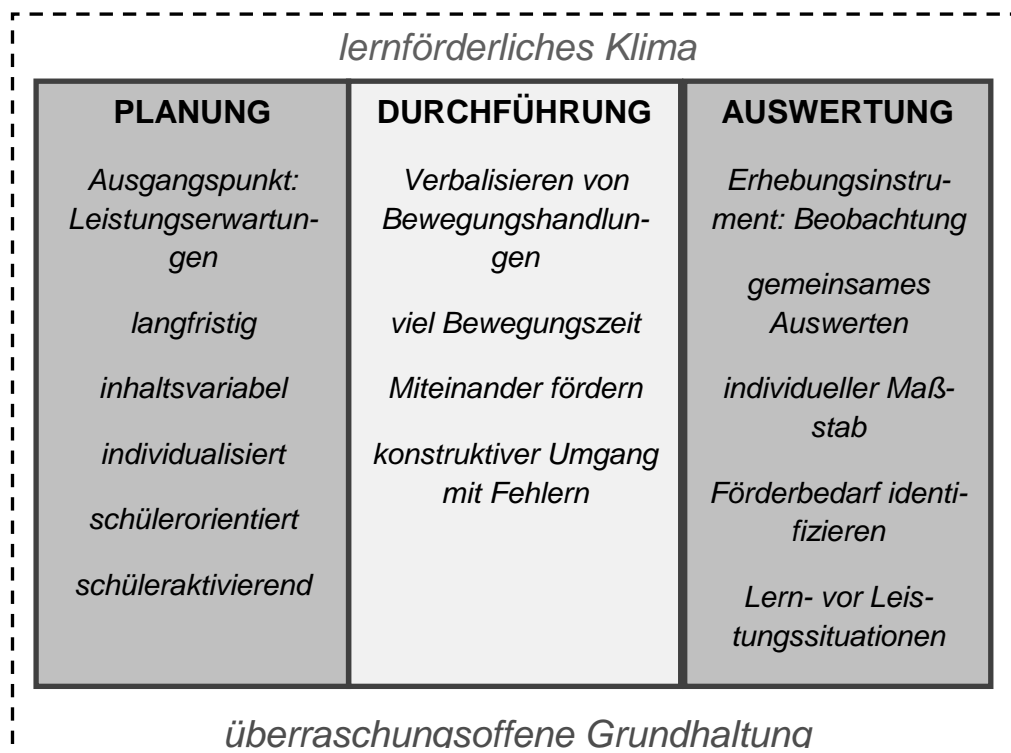 lernförderliches Klima
PLANUNG
Ausgangspunkt:
Leistungserwartun-
gen
langfristig
inhaltsvariabel
individualisiert
schülerorientiert
schüleraktivierend
DURCHFÜHRUNG
Verbalisieren von
Bewegungshandlun-
gen
viel Bewegungszeit
Miteinander fördern
konstruktiver Umgang
mit Fehlern
AUSWERTUNG
Erhebungsinstru-
ment: Beobachtung
gemeinsames
Auswerten
individueller Maß-
stab
Förderbedarf identi-
fizieren
Lern- vor Leis-
tungssituationen
überraschungsoffene Grundhaltung